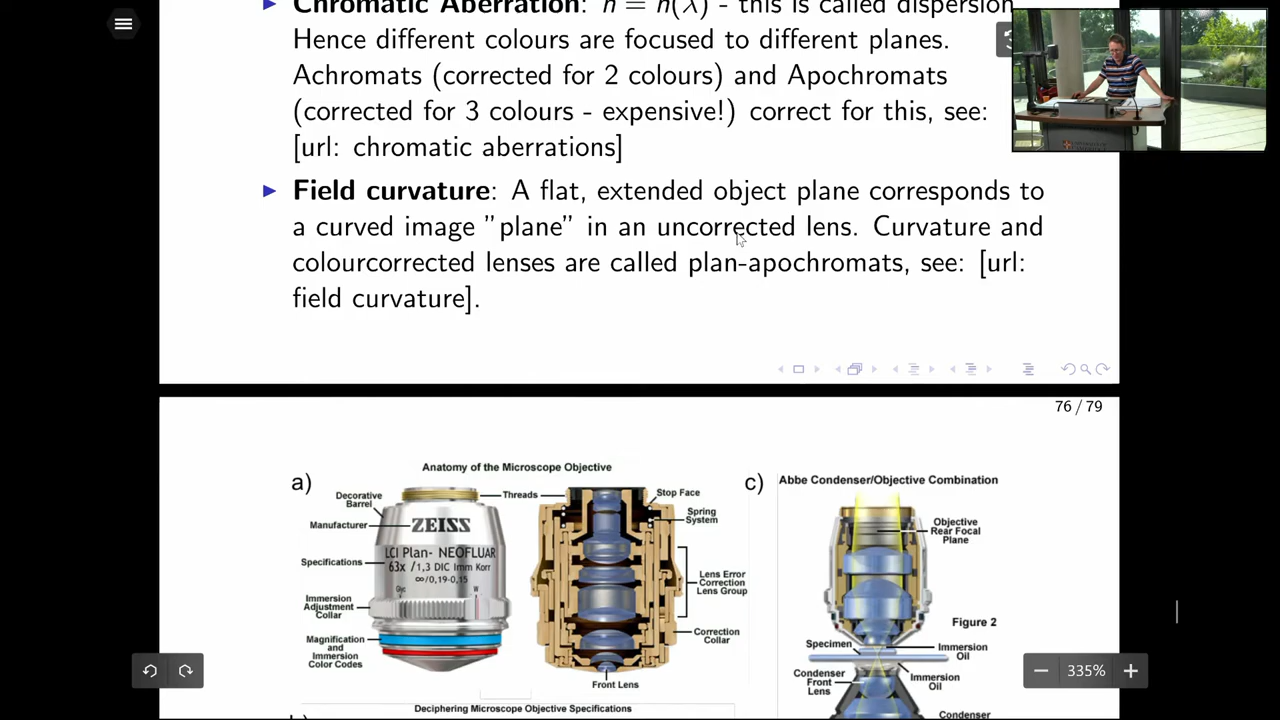 Chromatic Aberration: n = n(λ) - this is called dispersion.
Hence different colours are focused to different planes.
Achromats (corrected for 2 colours) and Apochromats
(corrected for 3 colours - expensive!) correct for this, see:
[url: chromatic aberrations]
Field curvature: A flat, extended object plane corresponds to
a curved image "plane" in an uncorrected lens. Curvature and
colourcorrected lenses are called plan-apochromats, see: [url:
field curvature].
76 / 79
a)
Anatomy of the Microscope Objective
Decorative
Barrel
Manufacturer
Specifications
Immersion
Adjustment
Collar
Magnification
and
Immersion
Color Codes
ZEISS
LCI Plan- NEOFLUAR
63x /1,3 DIC Imm Korr
∞/0,19-0,15
Glyc W
Threads
Stop Face
Spring
System
Lens Error
Correction
Lens Group
Correction
Collar
Front Lens
c)
Abbe Condenser/Objective Combination
Objective
Rear Focal
Plane
Figure 2
Specimen
Immersion
Oil
Condenser
Front
Lens
Immersion
Oil
Condenser
Deciphering Microscope Objective Specifications
335%